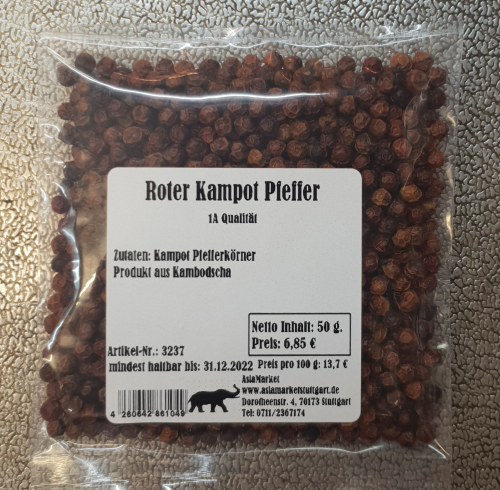 Roter Kampot Pfeffer
1A Qualität
Zutaten: Kampot Pfefferkörner
Produkt aus Kambodscha
Netto Inhalt: 50 g.
Preis: 6,85 €
Artikel-Nr.: 3237
mindest haltbar bis: 31.12.2022 Preis pro 100 g: 13,7 €
AsiaMarket
www.asiamarketstuttgart.de
Dorotheenstr. 4, 70173 Stuttgart
Tel: 0711/2367174
4 260642 861049